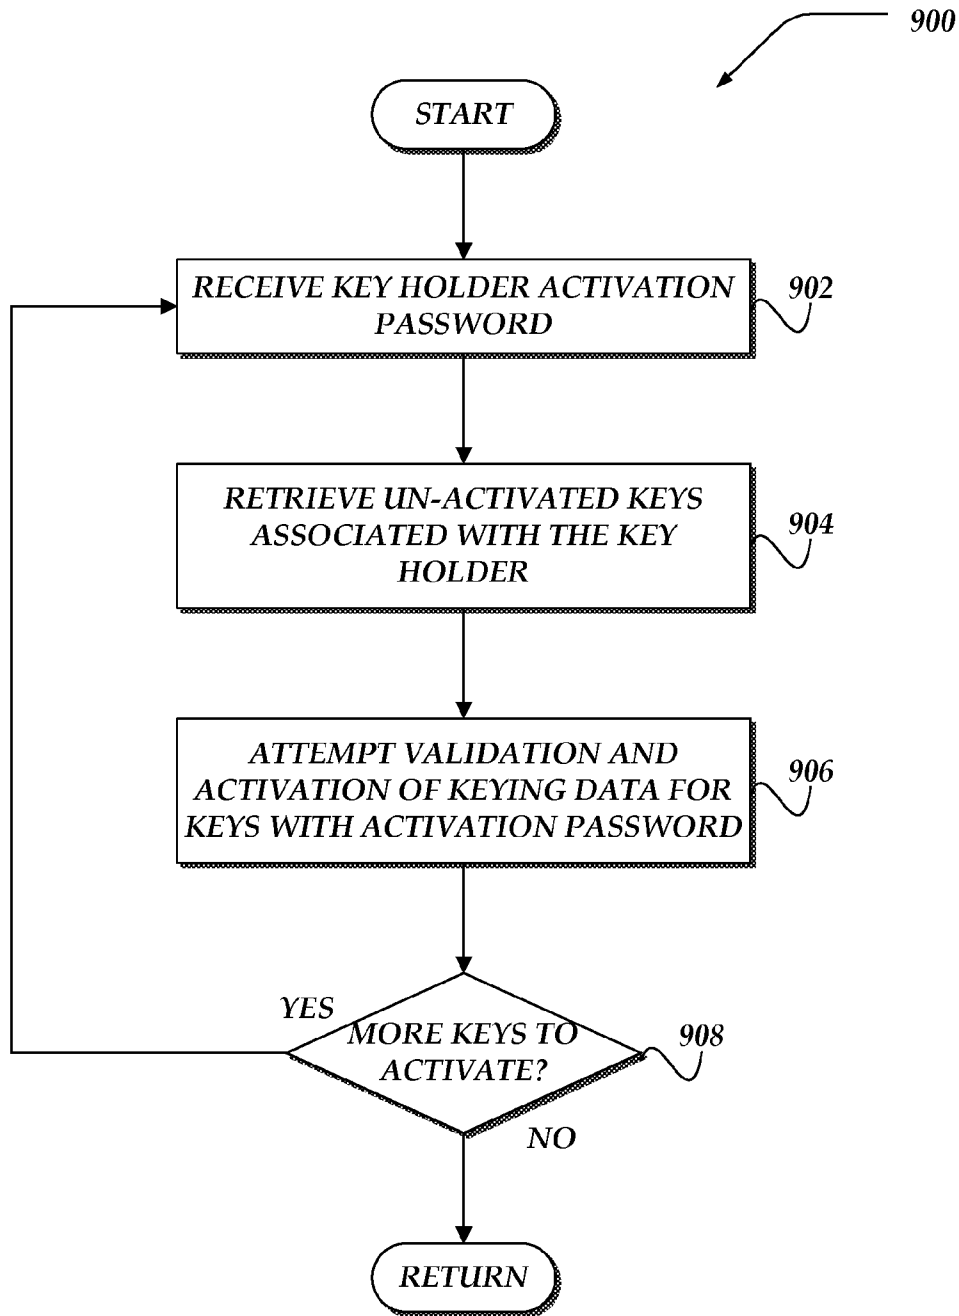 900
START
RECEIVE KEY HOLDER ACTIVATION
PASSWORD
902
RETRIEVE UN-ACTIVATED KEYS
ASSOCIATED WITH THE KEY
HOLDER
904
ATTEMPT VALIDATION AND
ACTIVATION OF KEYING DATA FOR
KEYS WITH ACTIVATION PASSWORD
906
YES
MORE KEYS TO
ACTIVATE?
908
NO
RETURN